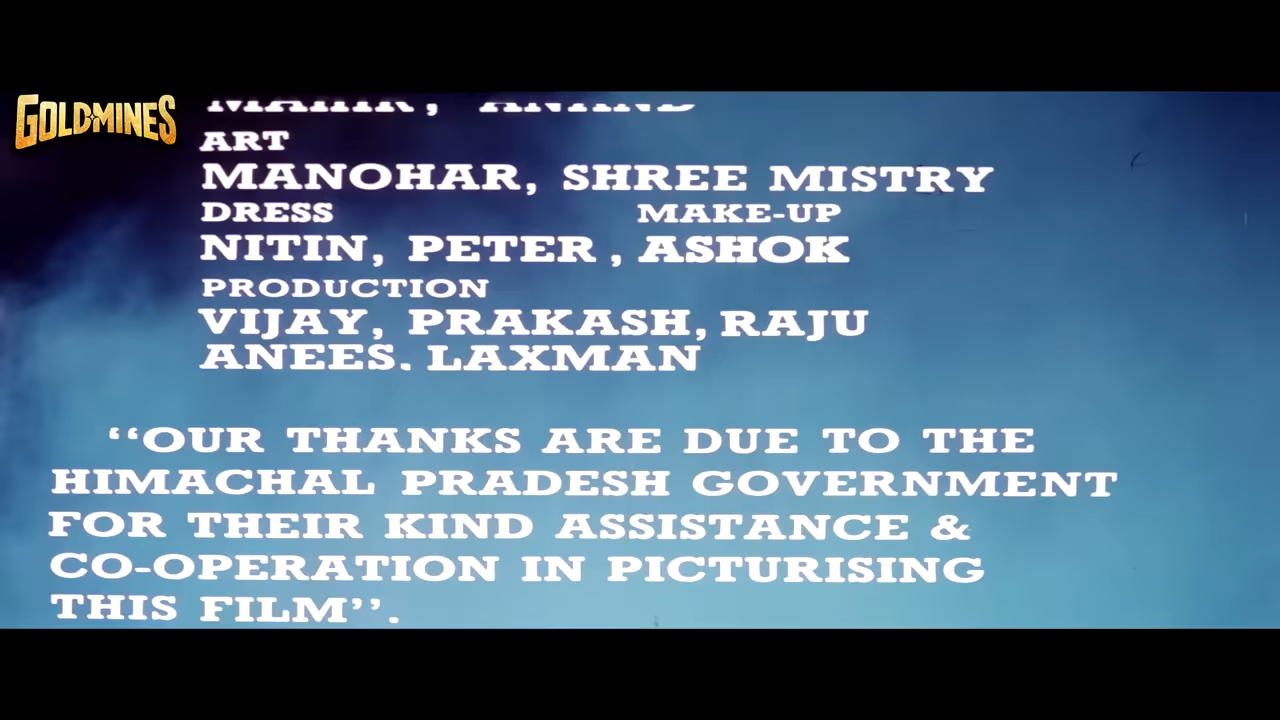 GOLDMINES
ART
MANOHAR, SHREE MISTRY
DRESS MAKE-UP
NITIN, PETER , ASHOK
PRODUCTION
VIJAY, PRAKASH, RAJU
ANEES. LAXMAN
‘‘OUR THANKS ARE DUE TO THE
HIMACHAL PRADESH GOVERNMENT
FOR THEIR KIND ASSISTANCE &
CO-OPERATION IN PICTURISING
THIS FILM’’.